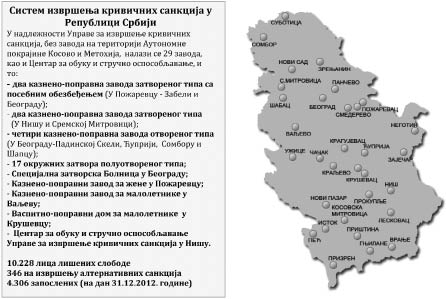 Систем извршења кривичних санкција у
Републици Србији
У надлежности Управе за извршење кривичних
санкција, без завода на територији Аутономне
покрајине Косово и Метохија, налази се 29 завода,
као и Центар за обуку и стручно оспособљавање, и
то:
- два казнено-поправна завода затвореног типа са
посебним обезбеђењем (У Пожаревцу - Забели и
Београду);
-два казнено-поправна завода затвореног типа
(У Нишу и Сремској Митровици);
- четири казнено-поправна завода отвореног типа
(У Београду-Падинској Скели, Ћуприји, Сомбору и
Шапцу);
- 17 окружних затвора полуотвореног типа;
- Специјална затворска Болница у Београду;
- Казнено-поправни завод за жене у Пожаревцу;
- Казнено-поправни завод за малолетнике у
Ваљеву;
- Васпитно-поправни дом за малолетнике у
Крушевцу;
- Центар за обуку и стручно оспособљавање
Управе за извршење кривичних санкција у Нишу.
10.228 лица лишених слободе
346 на извршењу алтернативних санкција
4.306 запослених (на дан 31.12.2012. године)
СУБОТИЦА
СОМБОР
НОВИ САД
ЗРЕЊАНИН
С.МИТРОВИЦА
ПАНЧЕВО
ШАБАЦ
БЕОГРАД
ПОЖАРЕВАЦ
СМЕДЕРЕВО
НЕГОТИН
ВАЉЕВО
КРАГУЈЕВАЦ
УЖИЦЕ
ЧАЧАК
ЋУПРИЈА
ЗАЈЕЧАР
КРАЉЕВО
КРУШЕВАЦ
НИШ
НОВИ ПАЗАР
ПРОКУПЉЕ
КОСОВСКА
МИТРОВИЦА
ЛЕСКОВАЦ
ИСТОК
ПЕЋ
ПРИШТИНА
ГЊИЛАНЕ
ВРАЊЕ
ПРИЗРЕН